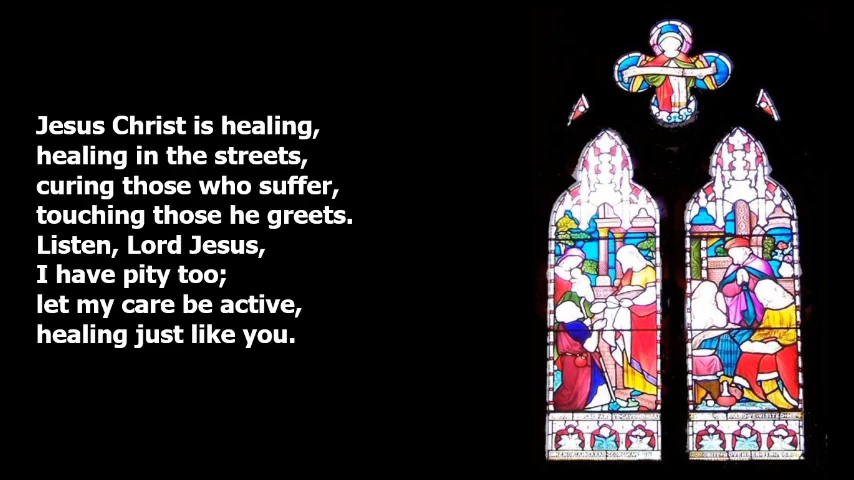 Jesus Christ is healing,
healing in the streets,
curing those who suffer,
touching those he greets.
Listen, Lord Jesus,
I have pity too;
let my care be active,
healing just like you.